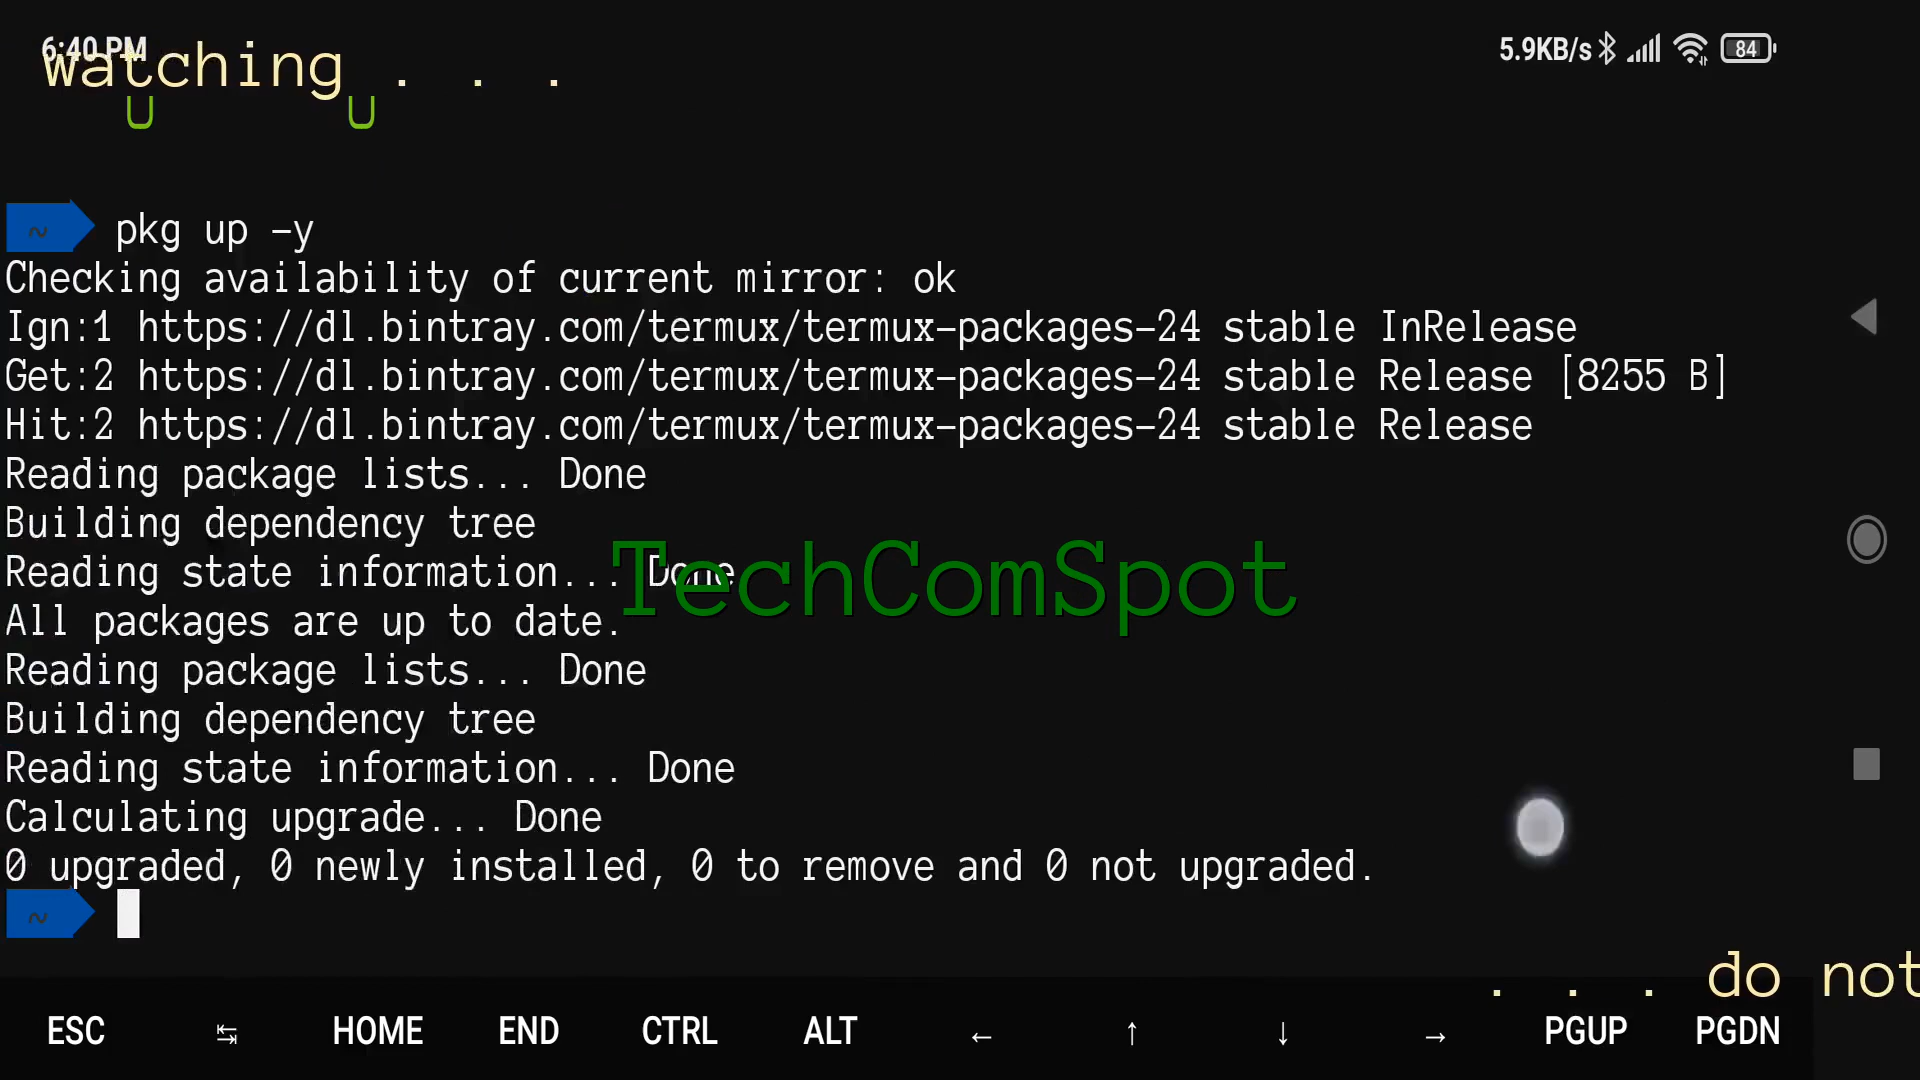 6:40 PM
5.9KB/s
84
watching . . .
~ pkg up -y
Checking availability of current mirror: ok
Ign:1 https://dl.bintray.com/termux/termux-packages-24 stable InRelease
Get:2 https://dl.bintray.com/termux/termux-packages-24 stable Release [8255 B]
Hit:2 https://dl.bintray.com/termux/termux-packages-24 stable Release
Reading package lists... Done
Building dependency tree
Reading state information... Done
TechComSpot
All packages are up to date.
Reading package lists... Done
Building dependency tree
Reading state information... Done
Calculating upgrade... Done
0 upgraded, 0 newly installed, 0 to remove and 0 not upgraded.
~
. . . do not
ESC ↹ HOME END CTRL ALT ← ↑ ↓ → PGUP PGDN